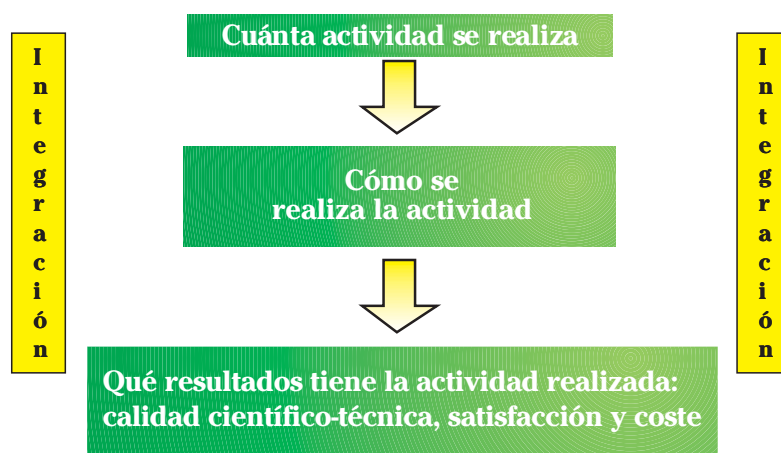 Cuánta actividad se realiza
Integración
Integración
Cómo se
realiza la actividad
Qué resultados tiene la actividad realizada:
calidad científico-técnica, satisfacción y coste